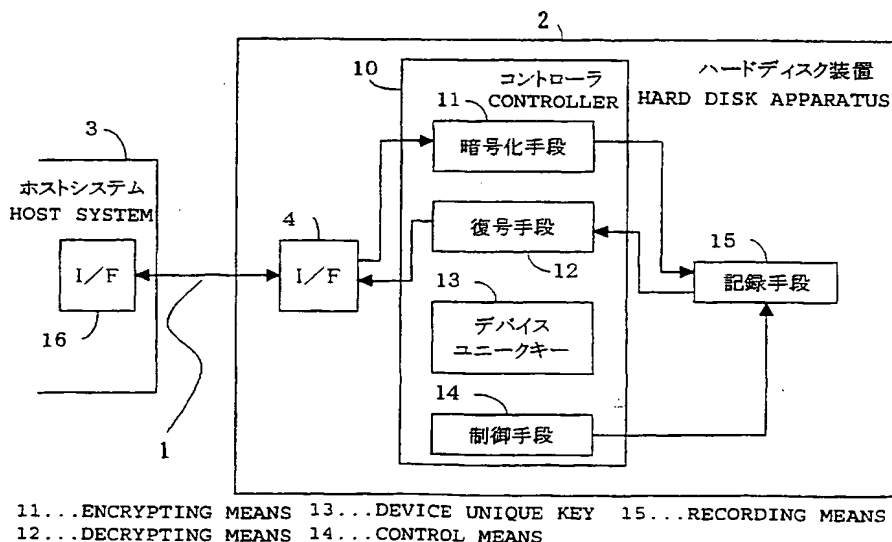 2
ハードディスク装置
HARD DISK APPARATUS
10
コントローラ
CONTROLLER
11
暗号化手段
3
ホストシステム
HOST SYSTEM
I/F
16
4
I/F
復号手段
12
15
記録手段
13
デバイス
ユニークキー
14
制御手段
1
11...ENCRYPTING MEANS 13...DEVICE UNIQUE KEY 15...RECORDING MEANS
12...DECRYPTING MEANS 14...CONTROL MEANS